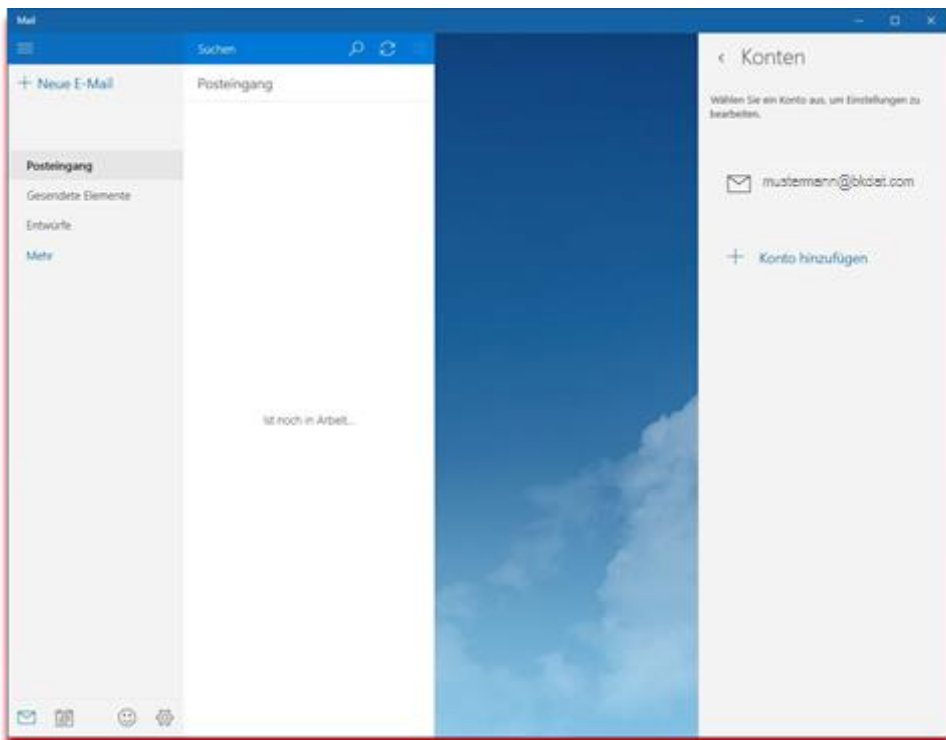 Mail
Suchen
+ Neue E-Mail
Posteingang
Posteingang
Gesendete Elemente
Entwürfe
Mehr
Ist noch in Arbeit...
Konten
Wählen Sie ein Konto aus, um Einstellungen zu
bearbeiten.
mustermann@bkdat.com
+ Konto hinzufügen